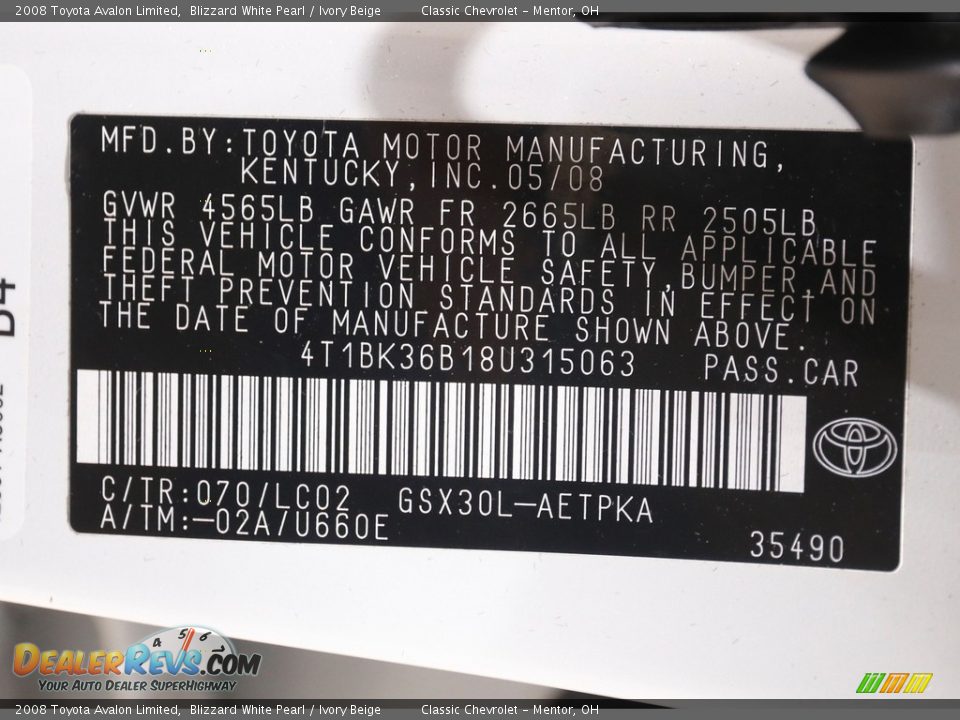 2008 Toyota Avalon Limited, Blizzard White Pearl / Ivory Beige Classic Chevrolet - Mentor, OH
MFD.BY:TOYOTA MOTOR MANUFACTURING,
KENTUCKY,INC.05/08
GVWR 4565LB GAWR FR 2665LB RR 2505LB
THIS VEHICLE CONFORMS TO ALL APPLICABLE
FEDERAL MOTOR VEHICLE SAFETY,BUMPER,AND
THEFT PREVENTION STANDARDS IN EFFECT ON
THE DATE OF MANUFACTURE SHOWN ABOVE.
4T1BK36B18U315063 PASS.CAR
C/TR:070/LC02 GSX30L-AETPKA
A/TM:-02A/U660E
35490
4 5 6
DEALERREVS.COM
YOUR AUTO DEALER SUPERHIGHWAY
2008 Toyota Avalon Limited, Blizzard White Pearl / Ivory Beige Classic Chevrolet - Mentor, OH